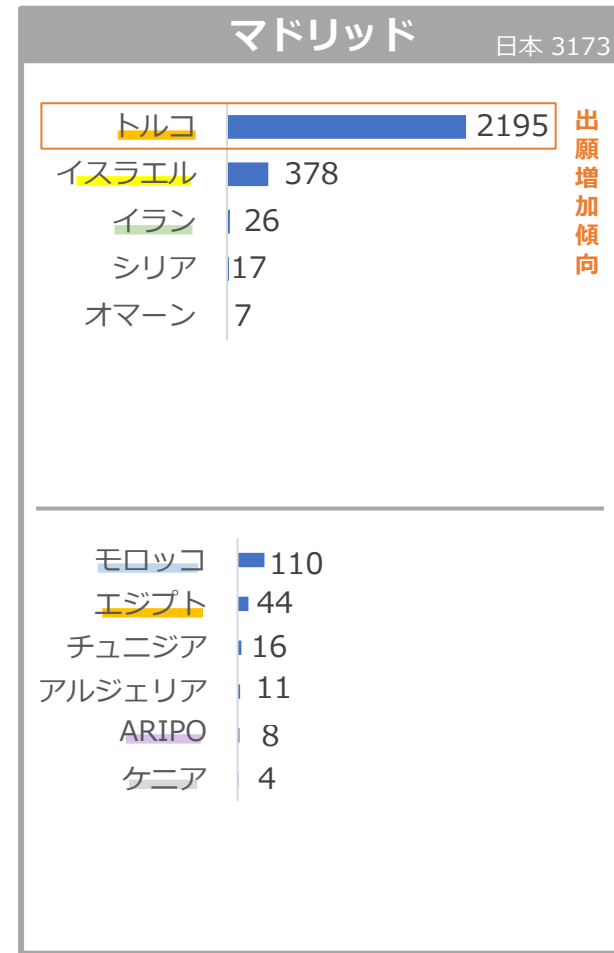 マドリッド
日本 3173
トルコ 2195
イスラエル 378
イラン 26
シリア 17
オマーン 7
出願増加傾向
モロッコ 110
エジプト 44
チュニジア 16
アルジェリア 11
ARIPO 8
ケニア 4